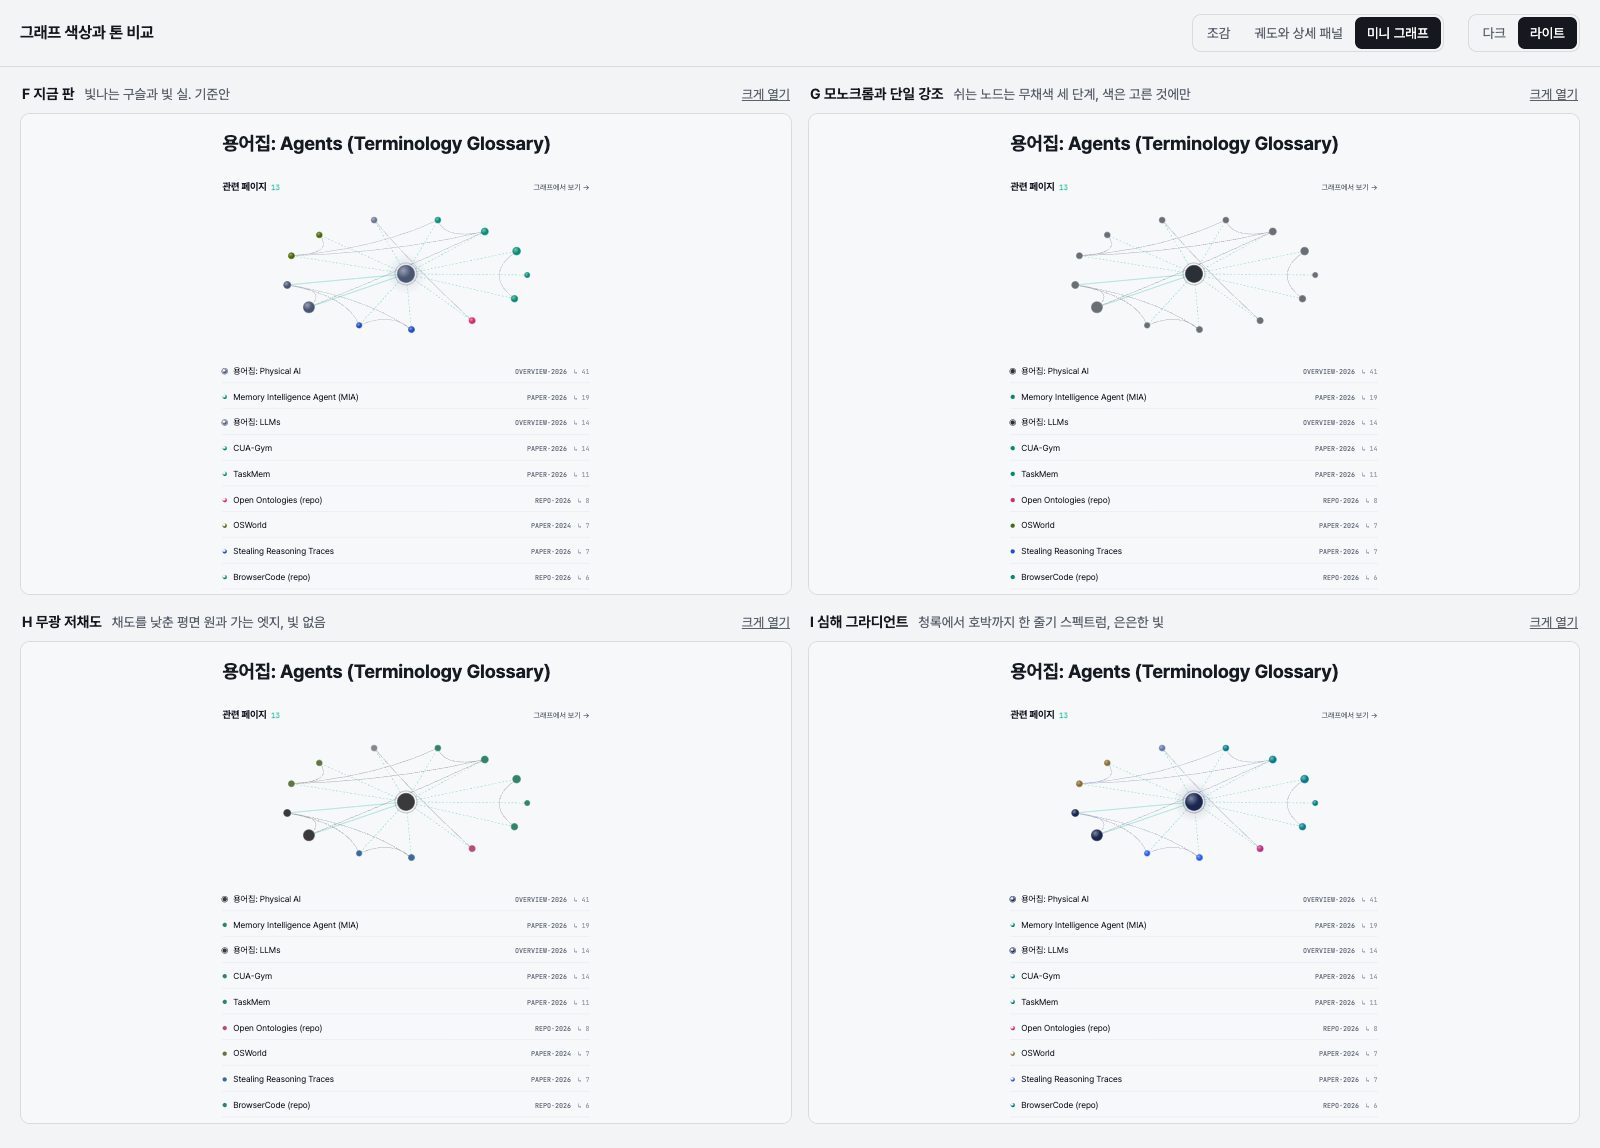 그래프 색상과 톤 비교
조감 궤도와 상세 패널 미니 그래프 다크 라이트
F 지금 판 빛나는 구슬과 빛 실. 기준안 크게 열기
용어집: Agents (Terminology Glossary)
관련 페이지 13 그래프에서 보기 →
용어집: Physical AI OVERVIEW·2026 ↳ 41
Memory Intelligence Agent (MIA) PAPER·2026 ↳ 19
용어집: LLMs OVERVIEW·2026 ↳ 14
CUA-Gym PAPER·2026 ↳ 14
TaskMem PAPER·2026 ↳ 11
Open Ontologies (repo) REPO·2026 ↳ 8
OSWorld PAPER·2024 ↳ 7
Stealing Reasoning Traces PAPER·2026 ↳ 7
BrowserCode (repo) REPO·2026 ↳ 6
G 모노크롬과 단일 강조 쉬는 노드는 무채색 세 단계, 색은 고른 것에만 크게 열기
용어집: Agents (Terminology Glossary)
관련 페이지 13 그래프에서 보기 →
용어집: Physical AI OVERVIEW·2026 ↳ 41
Memory Intelligence Agent (MIA) PAPER·2026 ↳ 19
용어집: LLMs OVERVIEW·2026 ↳ 14
CUA-Gym PAPER·2026 ↳ 14
TaskMem PAPER·2026 ↳ 11
Open Ontologies (repo) REPO·2026 ↳ 8
OSWorld PAPER·2024 ↳ 7
Stealing Reasoning Traces PAPER·2026 ↳ 7
BrowserCode (repo) REPO·2026 ↳ 6
H 무광 저채도 채도를 낮춘 평면 원과 가는 엣지, 빛 없음 크게 열기
용어집: Agents (Terminology Glossary)
관련 페이지 13 그래프에서 보기 →
용어집: Physical AI OVERVIEW·2026 ↳ 41
Memory Intelligence Agent (MIA) PAPER·2026 ↳ 19
용어집: LLMs OVERVIEW·2026 ↳ 14
CUA-Gym PAPER·2026 ↳ 14
TaskMem PAPER·2026 ↳ 11
Open Ontologies (repo) REPO·2026 ↳ 8
OSWorld PAPER·2024 ↳ 7
Stealing Reasoning Traces PAPER·2026 ↳ 7
BrowserCode (repo) REPO·2026 ↳ 6
I 심해 그라디언트 청록에서 호박까지 한 줄기 스펙트럼, 은은한 빛 크게 열기
용어집: Agents (Terminology Glossary)
관련 페이지 13 그래프에서 보기 →
용어집: Physical AI OVERVIEW·2026 ↳ 41
Memory Intelligence Agent (MIA) PAPER·2026 ↳ 19
용어집: LLMs OVERVIEW·2026 ↳ 14
CUA-Gym PAPER·2026 ↳ 14
TaskMem PAPER·2026 ↳ 11
Open Ontologies (repo) REPO·2026 ↳ 8
OSWorld PAPER·2024 ↳ 7
Stealing Reasoning Traces PAPER·2026 ↳ 7
BrowserCode (repo) REPO·2026 ↳ 6